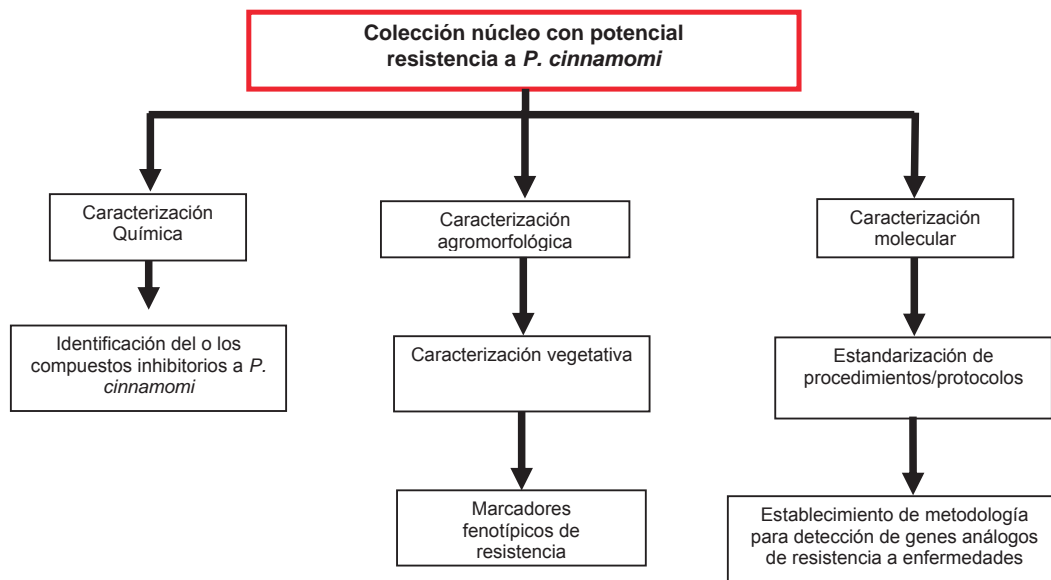 Colección núcleo con potencial
resistencia a P. cinnamomi
Caracterización
Química
Caracterización
agromorfológica
Caracterización
molecular
Identificación del o los
compuestos inhibitorios a P.
cinnamomi
Caracterización vegetativa
Estandarización de
procedimientos/protocolos
Marcadores
fenotípicos de
resistencia
Establecimiento de metodología
para detección de genes análogos
de resistencia a enfermedades